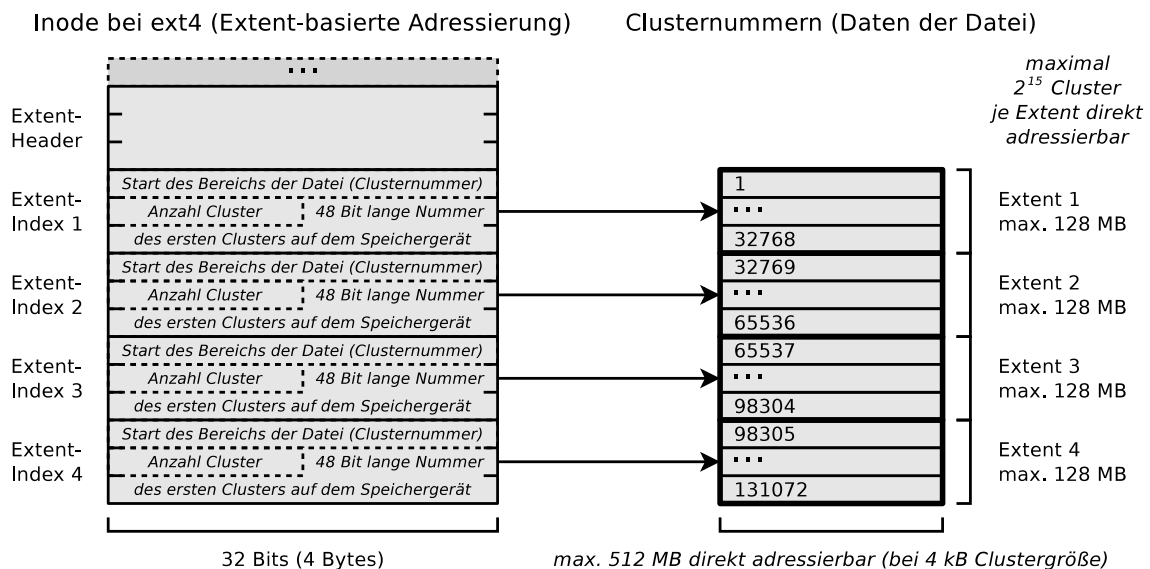 Inode bei ext4 (Extent-basierte Adressierung)
Clusternummern (Daten der Datei)
...
maximal
2¹⁵ Cluster
je Extent direkt
adressierbar
Extent-
Header
Extent-
Index 1
Start des Bereichs der Datei (Clusternummer)
Anzahl Cluster 48 Bit lange Nummer
des ersten Clusters auf dem Speichergerät
1
...
32768
Extent 1
max. 128 MB
Extent-
Index 2
Start des Bereichs der Datei (Clusternummer)
Anzahl Cluster 48 Bit lange Nummer
des ersten Clusters auf dem Speichergerät
32769
...
65536
Extent 2
max. 128 MB
Extent-
Index 3
Start des Bereichs der Datei (Clusternummer)
Anzahl Cluster 48 Bit lange Nummer
des ersten Clusters auf dem Speichergerät
65537
...
98304
Extent 3
max. 128 MB
Extent-
Index 4
Start des Bereichs der Datei (Clusternummer)
Anzahl Cluster 48 Bit lange Nummer
des ersten Clusters auf dem Speichergerät
98305
...
131072
Extent 4
max. 128 MB
32 Bits (4 Bytes)
max. 512 MB direkt adressierbar (bei 4 kB Clustergröße)